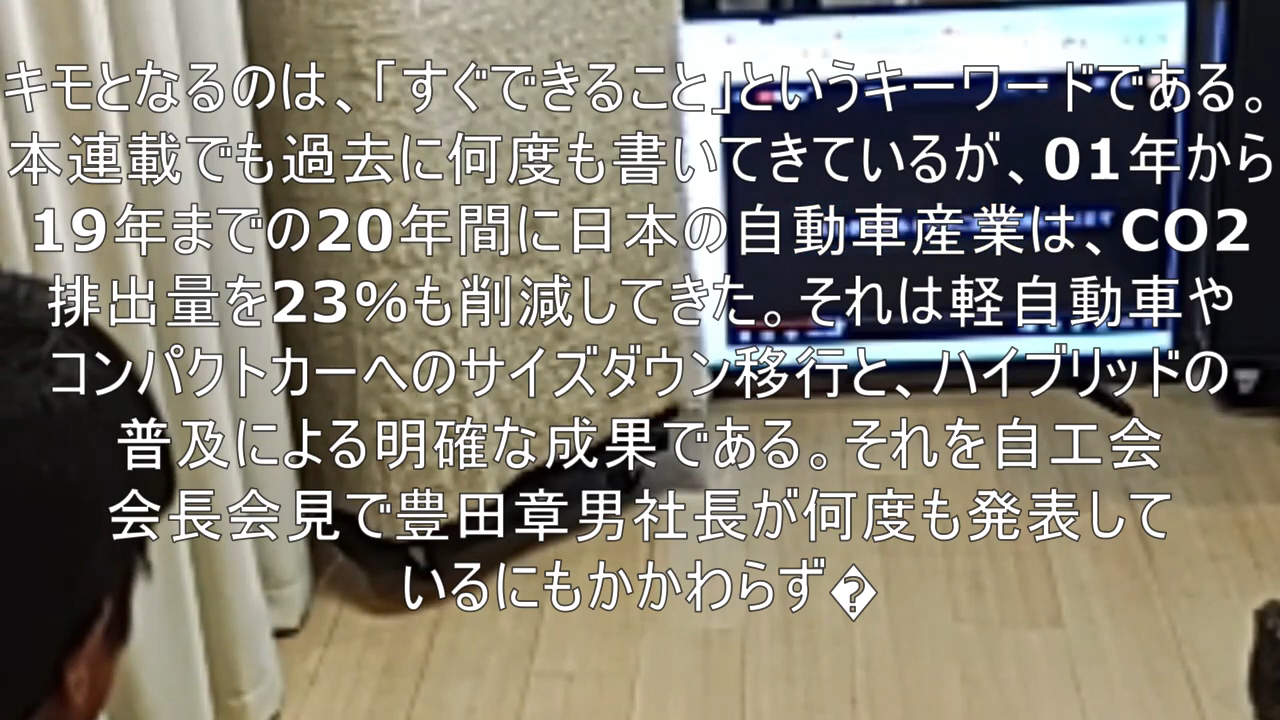 キモとなるのは、「すぐできること」というキーワードである。
本連載でも過去に何度も書いてきているが、01年から
19年までの20年間に日本の自動車産業は、CO2
排出量を23%も削減してきた。それは軽自動車や
コンパクトカーへのサイズダウン移行と、ハイブリッドの
普及による明確な成果である。それを自工会
会長会見で豊田章男社長が何度も発表して
いるにもかかわらず�